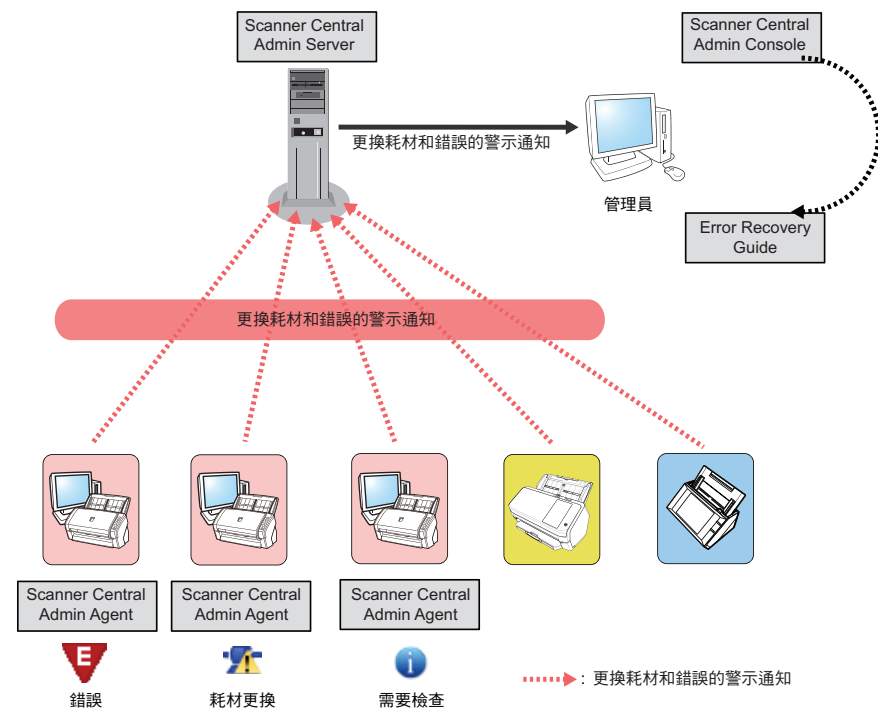 Scanner Central
Admin Server
Scanner Central
Admin Console
更換耗材和錯誤的警示通知
管理員
Error Recovery
Guide
更換耗材和錯誤的警示通知
Scanner Central
Admin Agent
Scanner Central
Admin Agent
Scanner Central
Admin Agent
E
i
錯誤
耗材更換
需要檢查
: 更換耗材和錯誤的警示通知